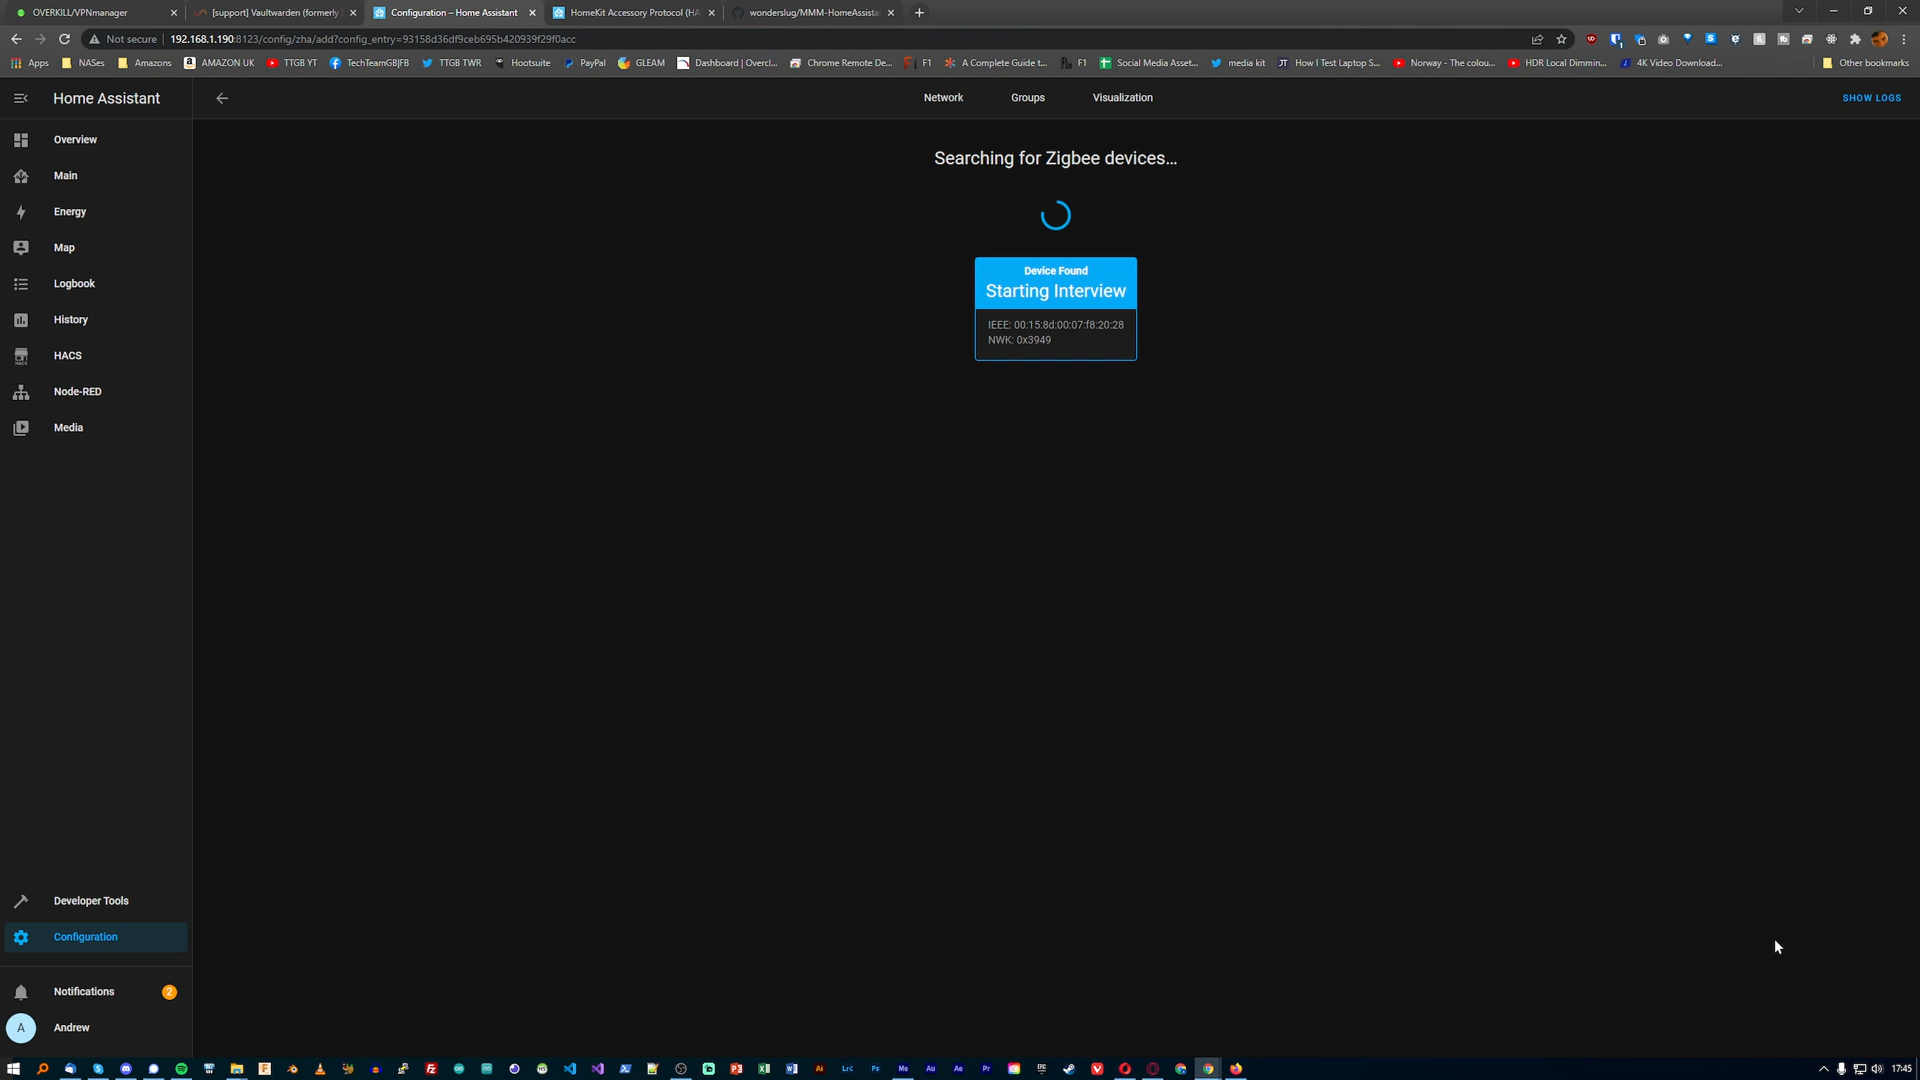 OVERKILL/VPNmanager
[support] Vaultwarden (formerly
Configuration – Home Assistant
HomeKit Accessory Protocol (HA
wonderslug/MMM-HomeAssista
Not secure
192.168.1.190:8123/config/zha/add?config_entry=93158d36df9ceb695b420939f29f0acc
Apps
NASes
Amazons
AMAZON UK
TTGB YT
TechTeamGB|FB
TTGB TWR
Hootsuite
PayPal
GLEAM
Dashboard | Overcl...
Chrome Remote De...
F1
A Complete Guide t...
F1
Social Media Asset...
media kit
How I Test Laptop S...
Norway - The colou...
HDR Local Dimmin...
4K Video Download...
Other bookmarks
Home Assistant
Network
Groups
Visualization
SHOW LOGS
Overview
Main
Energy
Map
Logbook
History
HACS
Node-RED
Media
Searching for Zigbee devices...
Device Found
Starting Interview
IEEE: 00:15:8d:00:07:f8:20:28
NWK: 0x3949
Developer Tools
Configuration
Notifications
2
A
Andrew
17:45